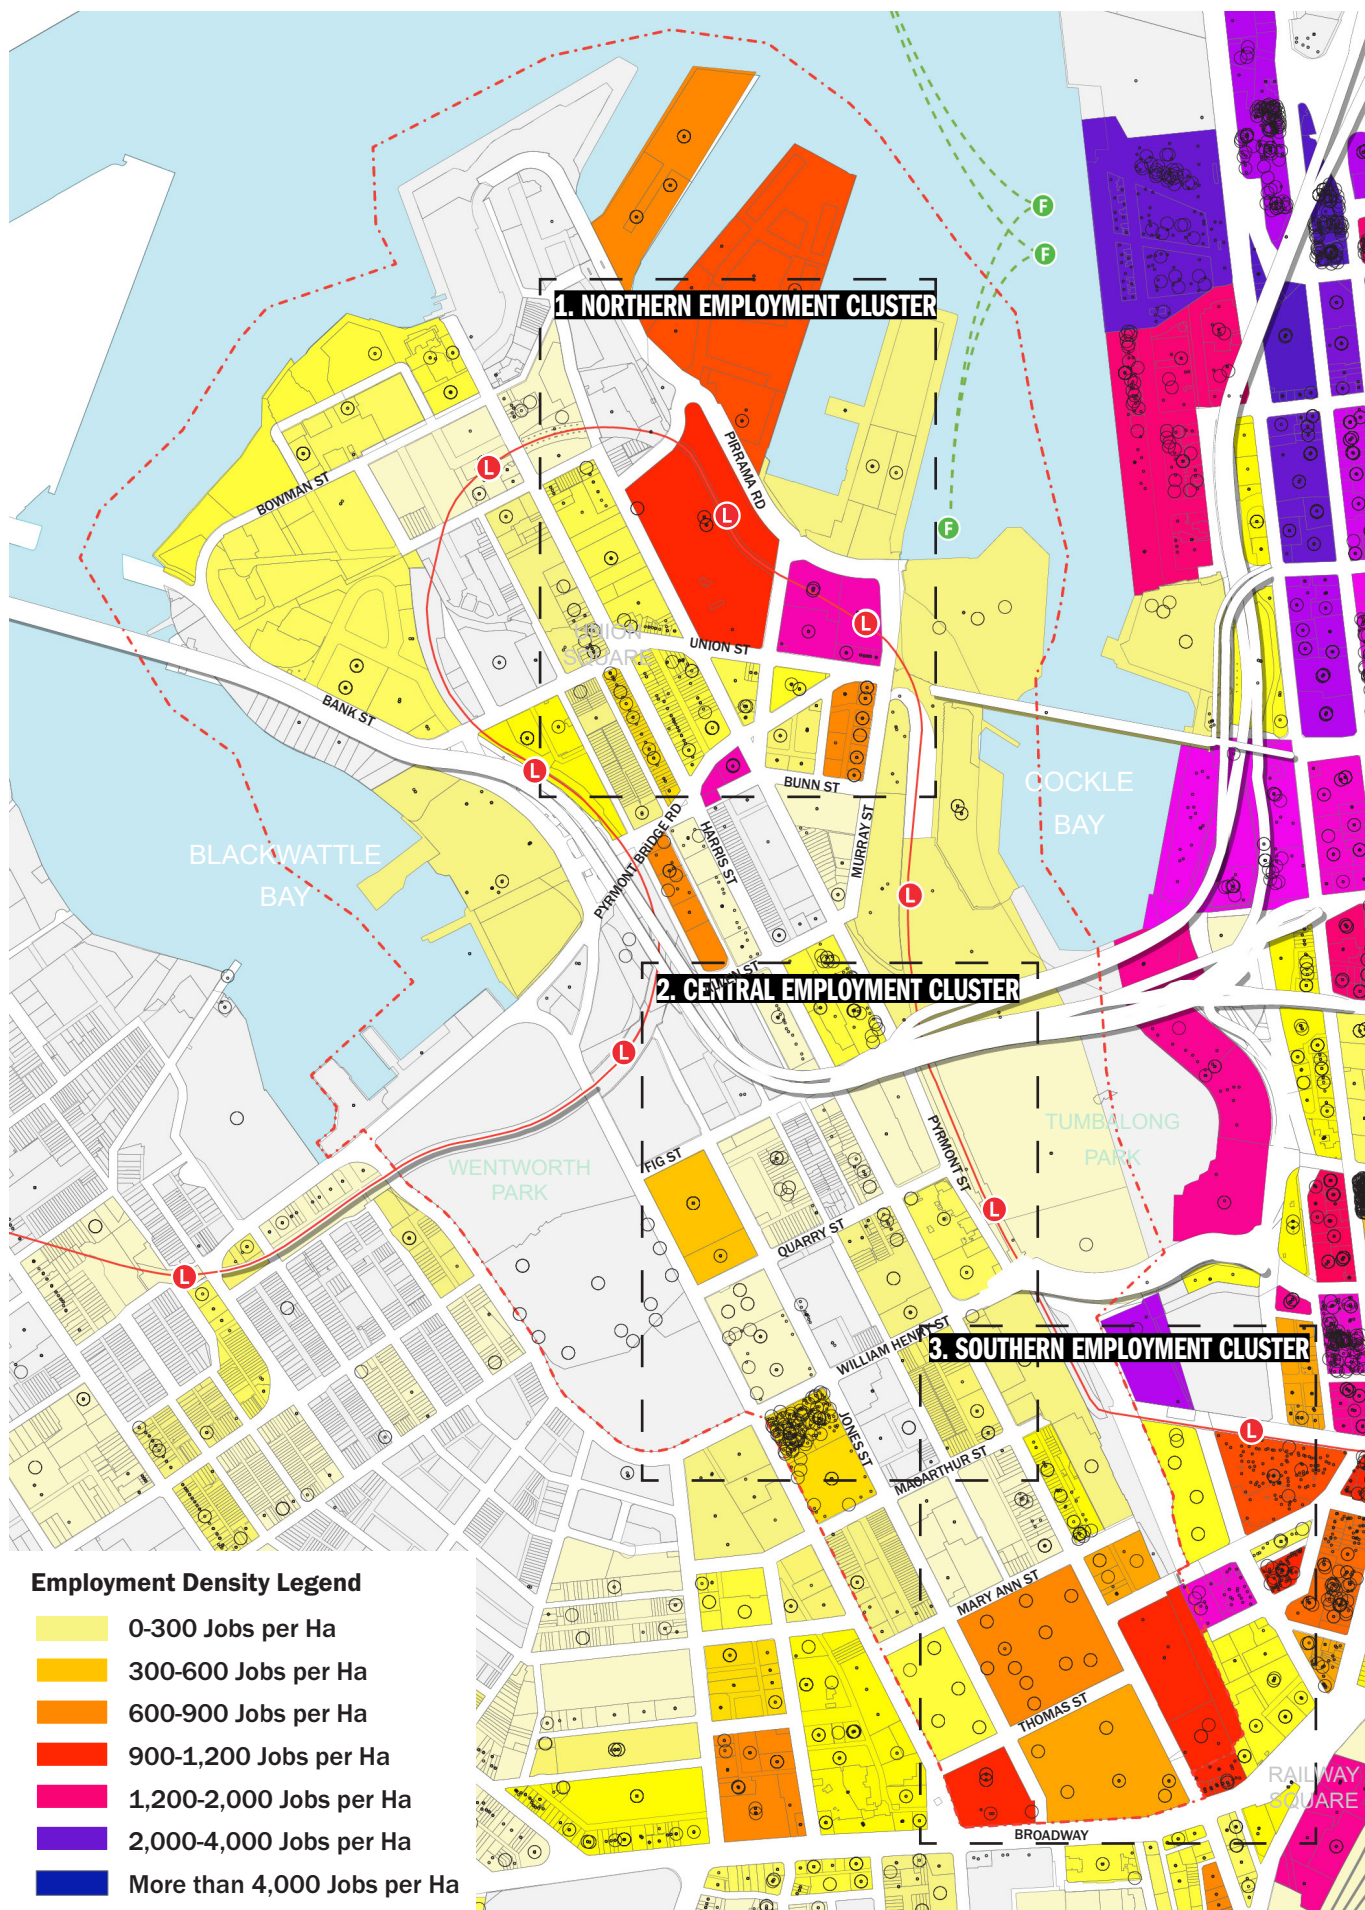 F
F
1. NORTHERN EMPLOYMENT CLUSTER
PIRRAMA RD
L
BOWMAN ST
L
F
L
UNION
SQUARE
UNION ST
BANK ST
L
COCKLE
BAY
BUNN ST
PYRMONT BRIDGE RD
HARRIS ST
MURRAY ST
BLACKWATTLE
BAY
L
2. CENTRAL EMPLOYMENT CLUSTER
L
PYRMONT ST
TUMBALONG
PARK
WENTWORTH
PARK
FIG ST
L
QUARRY ST
L
WILLIAM HENRY ST
3. SOUTHERN EMPLOYMENT CLUSTER
JONES ST
L
MACARTHUR ST
MARY ANN ST
THOMAS ST
RAILWAY
SQUARE
BROADWAY
Employment Density Legend
0-300 Jobs per Ha
300-600 Jobs per Ha
600-900 Jobs per Ha
900-1,200 Jobs per Ha
1,200-2,000 Jobs per Ha
2,000-4,000 Jobs per Ha
More than 4,000 Jobs per Ha